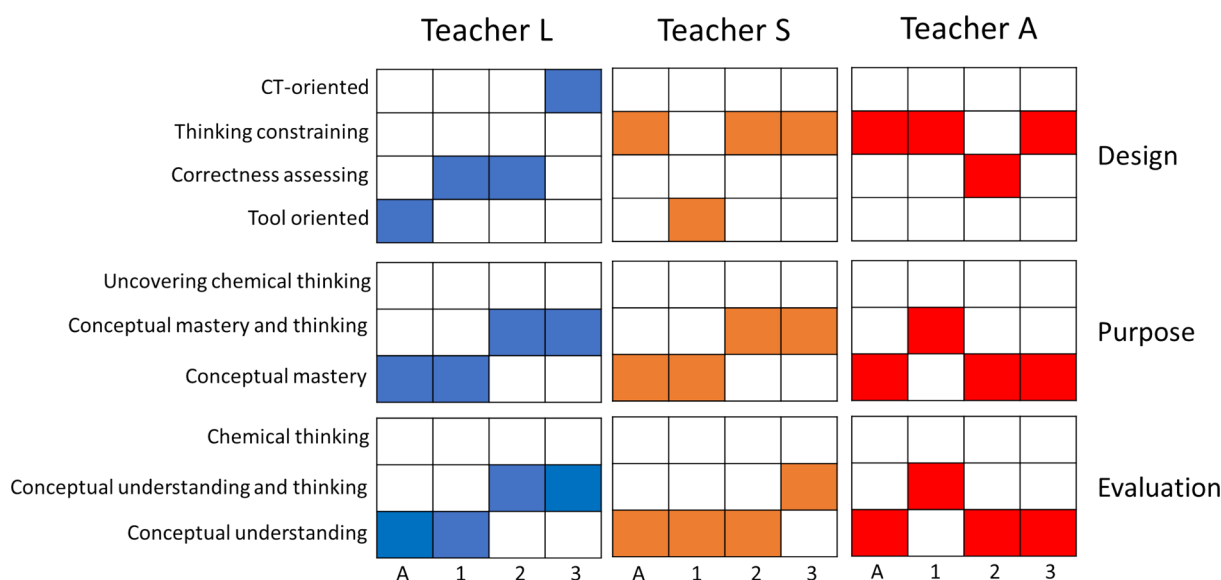 Teacher L Teacher S Teacher A
CT-oriented
Thinking constraining
Correctness assessing
Tool oriented
Design
Uncovering chemical thinking
Conceptual mastery and thinking
Conceptual mastery
Purpose
Chemical thinking
Conceptual understanding and thinking
Conceptual understanding
Evaluation
A 1 2 3 A 1 2 3 A 1 2 3